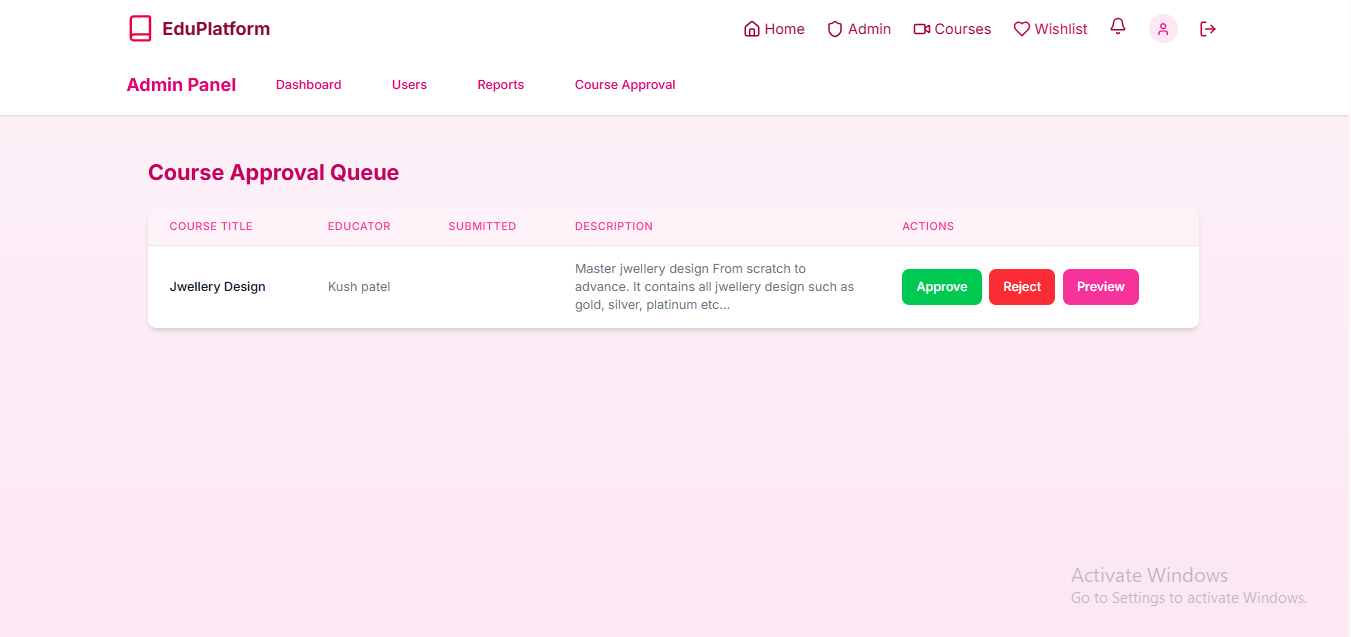 EduPlatform Home Admin Courses Wishlist
Admin Panel Dashboard Users Reports Course Approval
Course Approval Queue
COURSE TITLE EDUCATOR SUBMITTED DESCRIPTION ACTIONS
Jwellery Design Kush patel Master jwellery design From scratch to
advance. It contains all jwellery design such as
gold, silver, platinum etc... Approve Reject Preview
Activate Windows
Go to Settings to activate Windows.